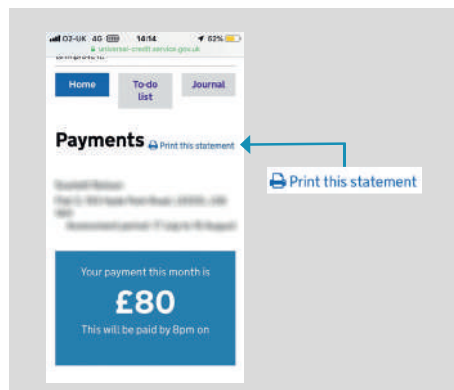 O2-UK 4G 14:14 62%
universal-credit.service.gov.uk
Home
To-do
list
Journal
Payments
Print this statement
Print this statement
Your payment this month is
£80
This will be paid by 8pm on